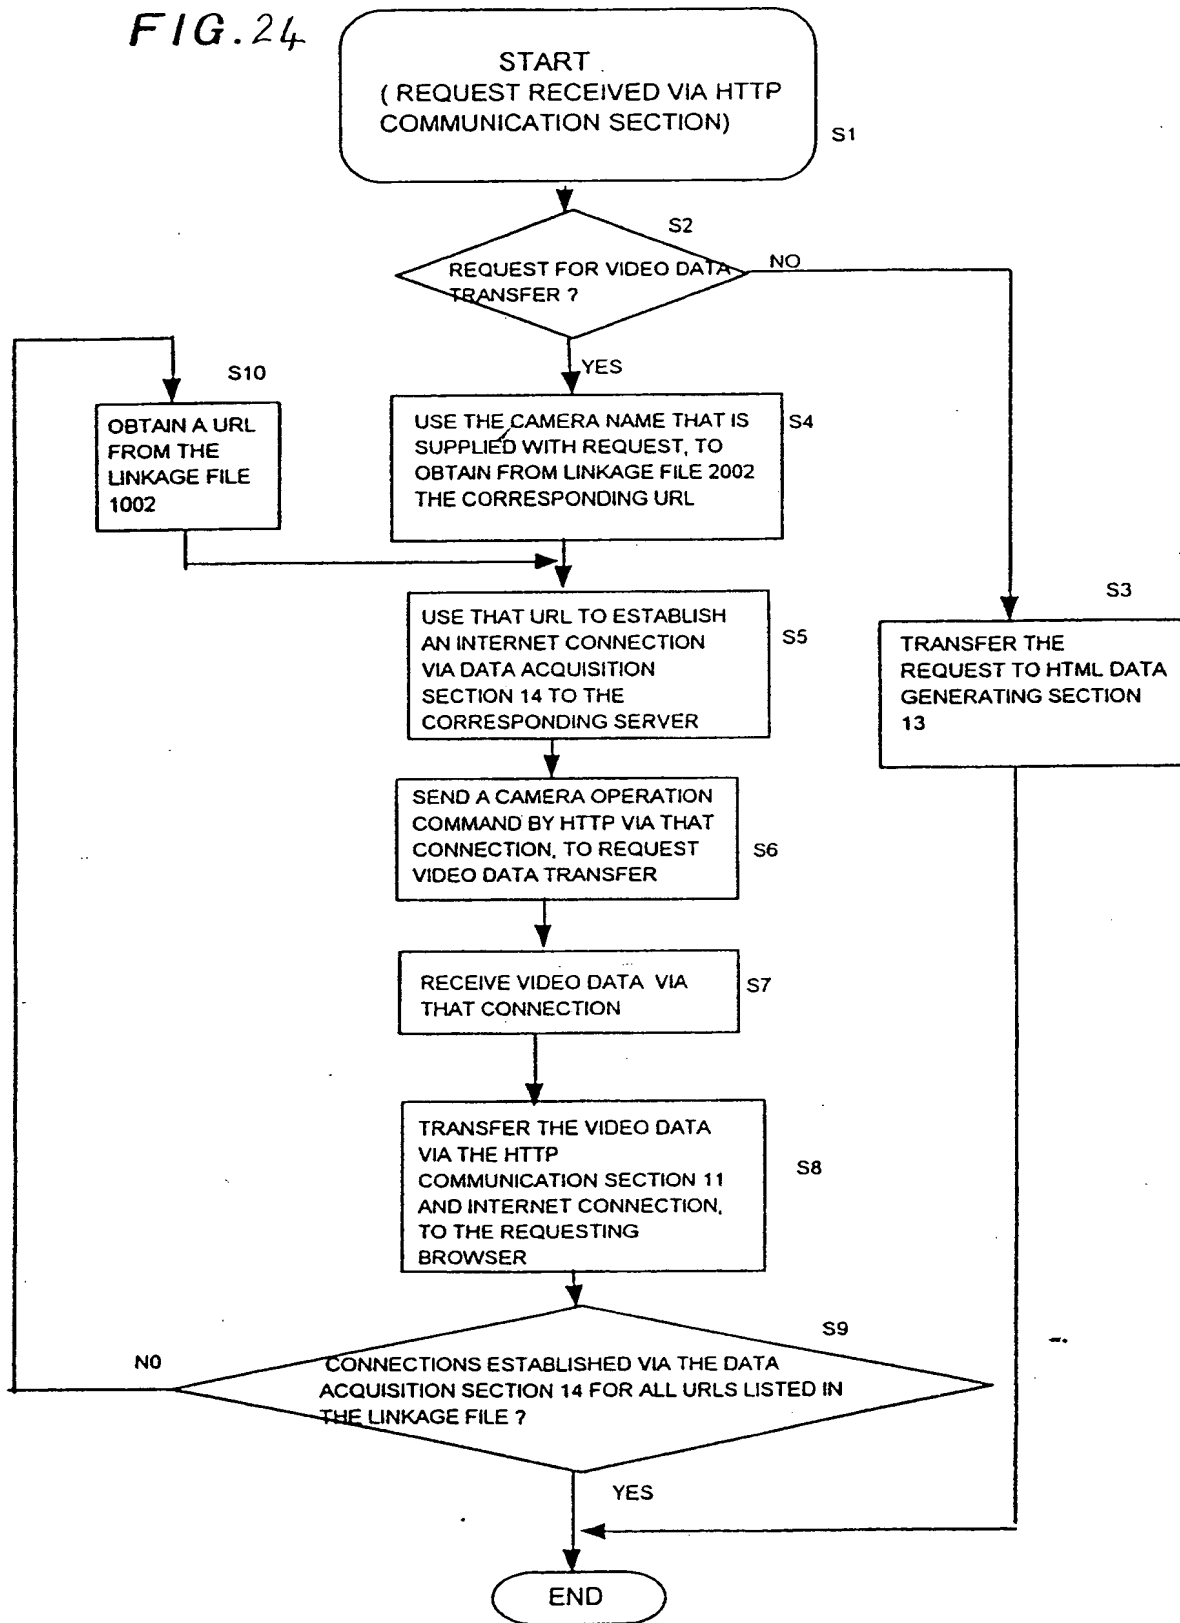 FIG.24
START
( REQUEST RECEIVED VIA HTTP
COMMUNICATION SECTION)
S1
S2
REQUEST FOR VIDEO DATA
TRANSFER ?
NO
YES
S10
OBTAIN A URL
FROM THE
LINKAGE FILE
1002
USE THE CAMERA NAME THAT IS
SUPPLIED WITH REQUEST, TO
OBTAIN FROM LINKAGE FILE 2002
THE CORRESPONDING URL
S4
USE THAT URL TO ESTABLISH
AN INTERNET CONNECTION
VIA DATA ACQUISITION
SECTION 14 TO THE
CORRESPONDING SERVER
S5
S3
TRANSFER THE
REQUEST TO HTML DATA
GENERATING SECTION
13
SEND A CAMERA OPERATION
COMMAND BY HTTP VIA THAT
CONNECTION, TO REQUEST
VIDEO DATA TRANSFER
S6
RECEIVE VIDEO DATA VIA
THAT CONNECTION
S7
TRANSFER THE VIDEO DATA
VIA THE HTTP
COMMUNICATION SECTION 11
AND INTERNET CONNECTION,
TO THE REQUESTING
BROWSER
S8
S9
N0
CONNECTIONS ESTABLISHED VIA THE DATA
ACQUISITION SECTION 14 FOR ALL URLS LISTED IN
THE LINKAGE FILE ?
YES
END